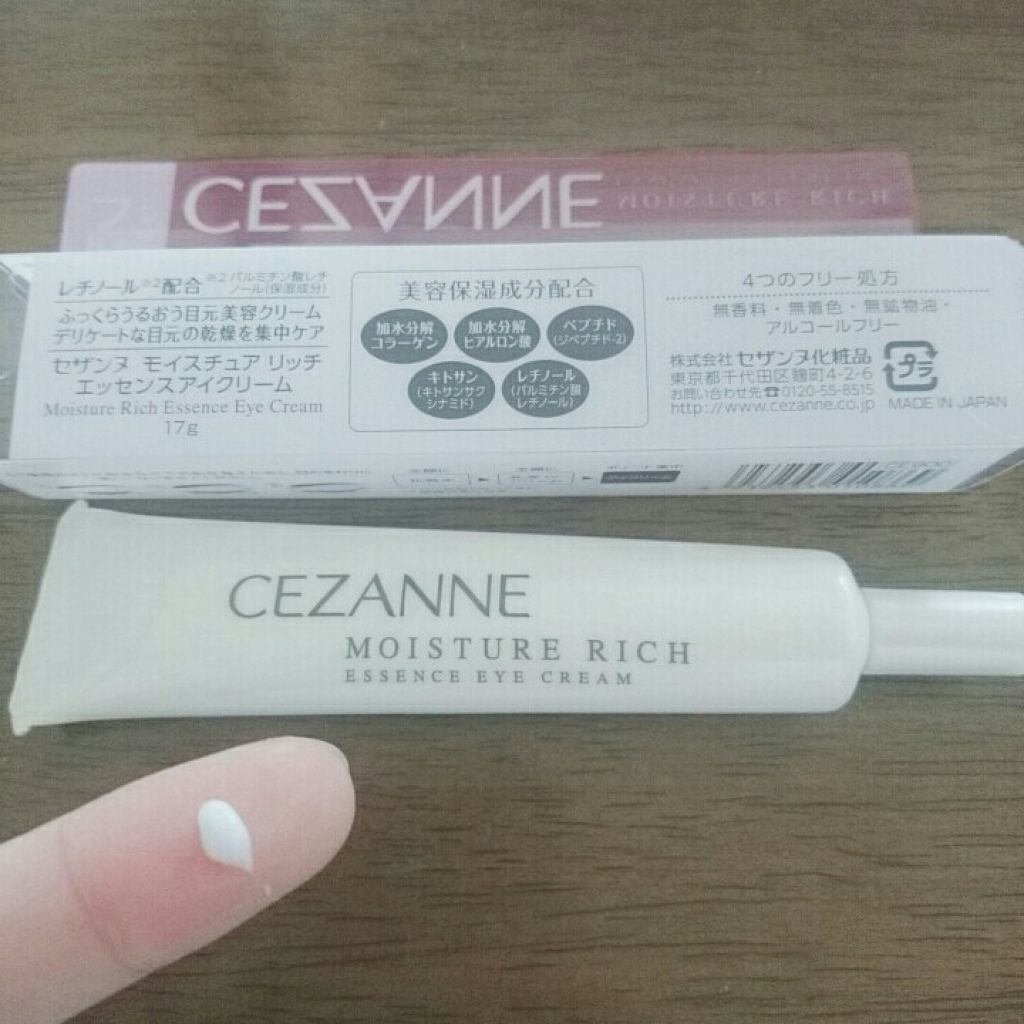 CEZANNE
MOISTURE RICH
レチノール※2配合
※2 パルミチン酸レチノール(保湿成分)
ふっくらうるおう目元美容クリーム
デリケートな目元の乾燥を集中ケア
セザンヌ モイスチュア リッチ
エッセンスアイクリーム
Moisture Rich Essence Eye Cream
17g
美容保湿成分配合
加水分解
コラーゲン
加水分解
ヒアルロン酸
ペプチド
(ジペプチド-2)
キトサン
(キトサンサク
シナミド)
レチノール
(パルミチン酸
レチノール)
4つのフリー処方
無香料・無着色・無鉱物油・
アルコールフリー
株式会社セザンヌ化粧品
東京都千代田区麹町4-2-6
お問い合わせ先☎0120-55-8515
http://www.cezanne.co.jp
プラ
MADE IN JAPAN
CEZANNE
MOISTURE RICH
ESSENCE EYE CREAM